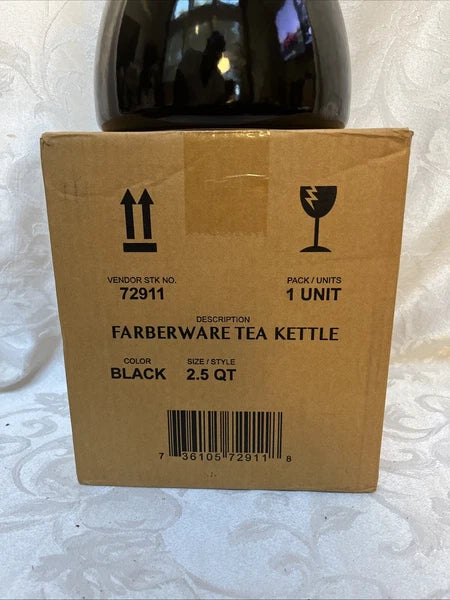 VENDOR STK NO.
72911
PACK / UNITS
1 UNIT
DESCRIPTION
FARBERWARE TEA KETTLE
COLOR
BLACK
SIZE / STYLE
2.5 QT
7 36105 72911 8